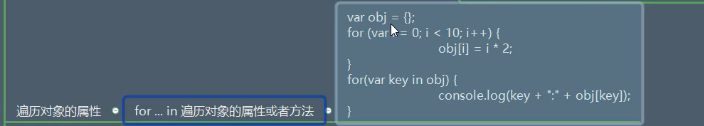 var obj = {};
for (var = 0; i < 10; i++) {
obj[i] = i * 2;
}
for(var key in obj) {
console.log(key + ":" + obj[key]);
}
遍历对象的属性
for ... in 遍历对象的属性或者方法